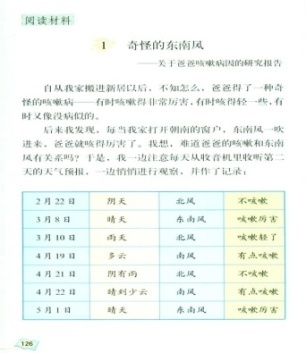 阅读材料
1 奇怪的东南风
——关于爸爸咳嗽病因的研究报告
自从我家搬进新居以后，不知怎么，爸爸得了一种奇
怪的咳嗽病——有时咳嗽得非常厉害，有时咳得轻一些，有
时又像没病似的。
后来我发现，每当我家打开朝南的窗户，东南风一吹
进来，爸爸就咳得厉害了。我想，难道爸爸的咳嗽和东南
风有关系吗？于是，我一边注意每天从收音机里收听第二
天的天气预报，一边悄悄进行观察，并作了记录：
2月22日 阴天 北风 不咳嗽
3月8日 晴天 东南风 咳嗽厉害
3月10日 雨天 北风 咳嗽轻了
4月19日 多云 南风 有点咳嗽
4月21日 阴有雨 北风 不咳嗽
4月22日 晴到少云 南风 有点咳嗽
5月1日 晴天 东南风 咳嗽厉害
126